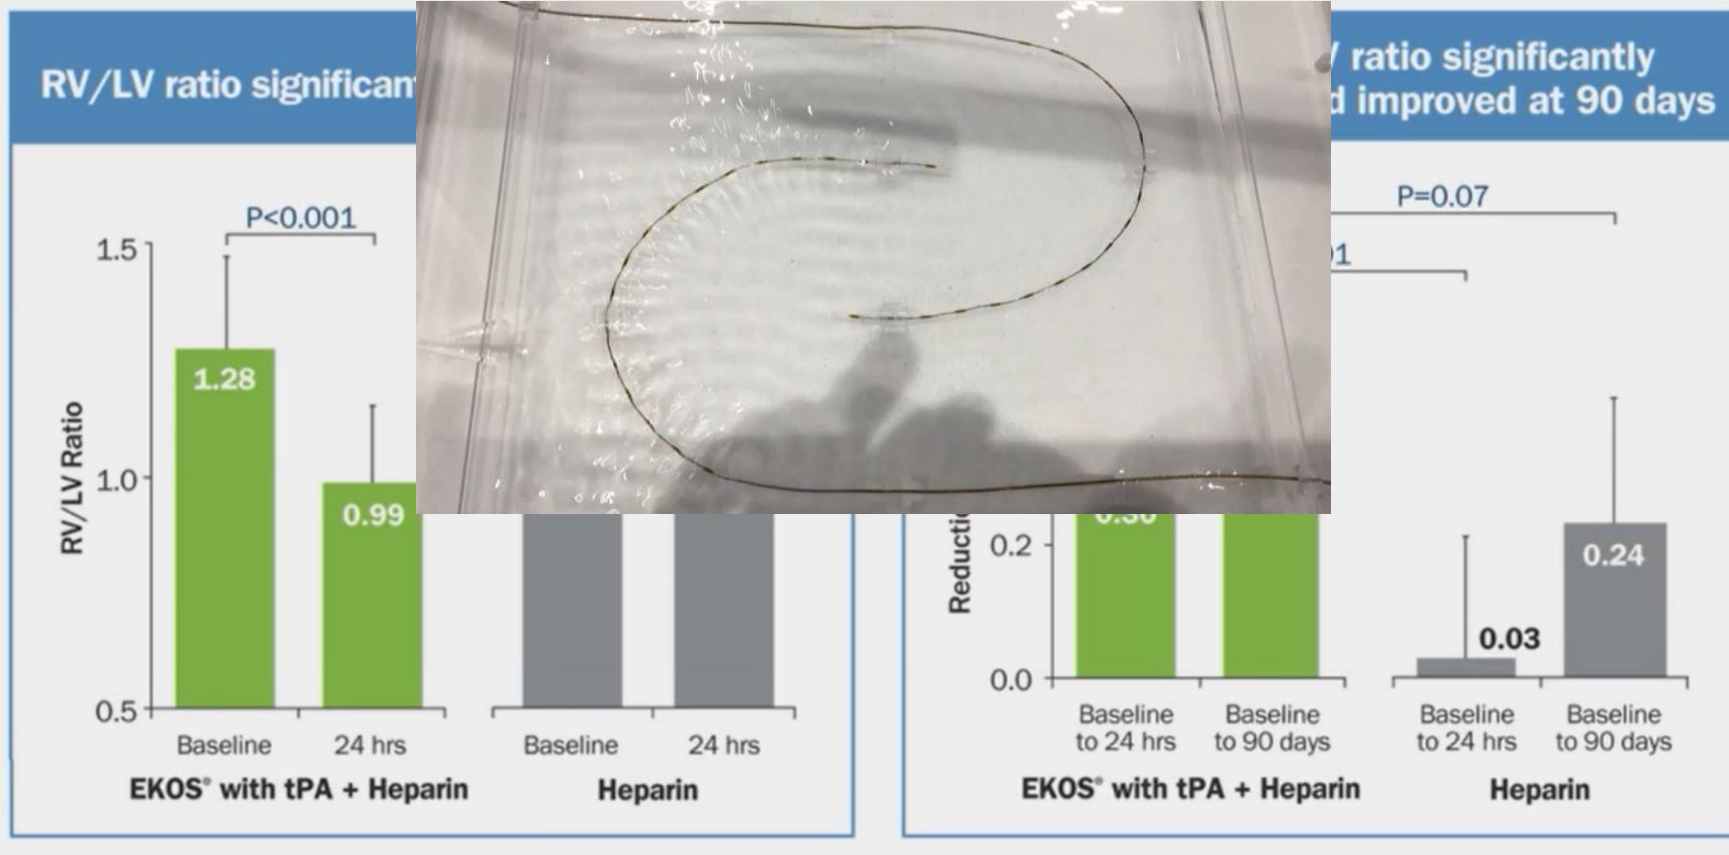 RV/LV ratio significan
ratio significantly
improved at 90 days
P<0.001
1.5
1.0
0.5
RV/LV Ratio
1.28
0.99
Baseline
24 hrs
Baseline
24 hrs
EKOS® with tPA + Heparin
Heparin
P=0.07
0.2
0.0
0.24
0.03
Baseline
to 24 hrs
Baseline
to 90 days
Baseline
to 24 hrs
Baseline
to 90 days
EKOS® with tPA + Heparin
Heparin